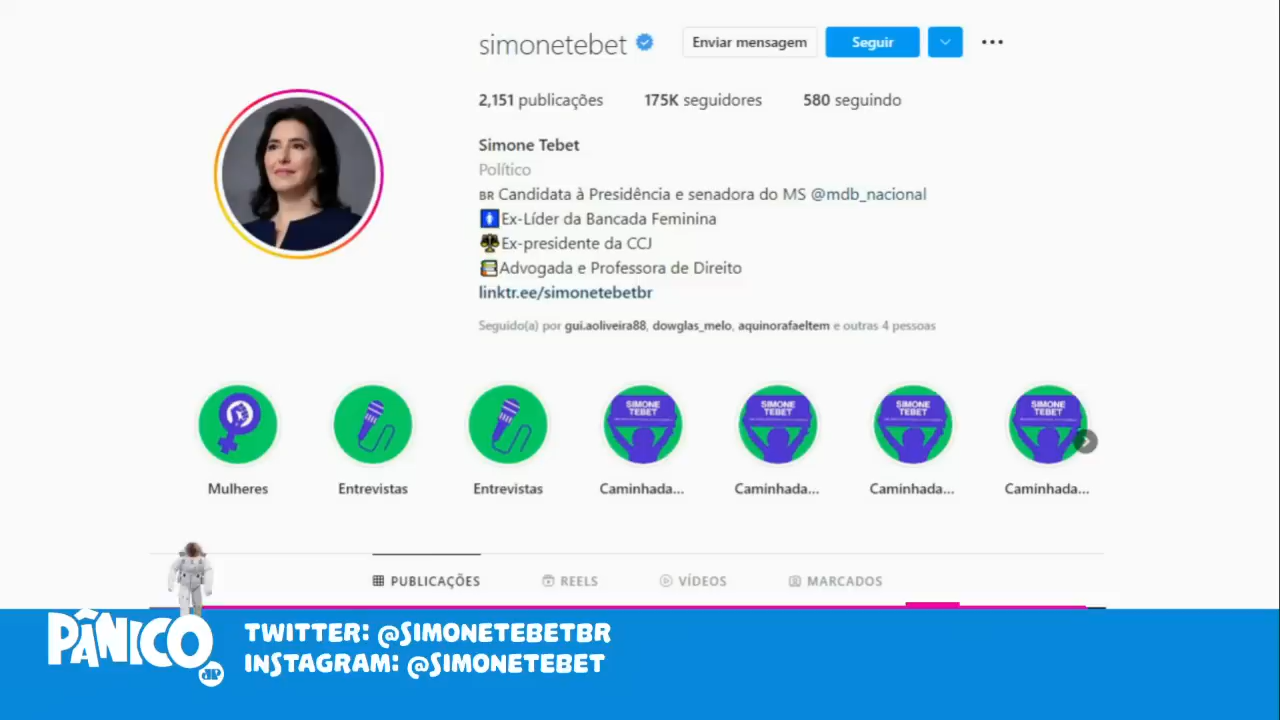 simonetebet
Enviar mensagem
Seguir
2,151 publicações 175K seguidores 580 seguindo
Simone Tebet
Político
BR Candidata à Presidência e senadora do MS @mdb_nacional
Ex-Líder da Bancada Feminina
Ex-presidente da CCJ
Advogada e Professora de Direito
linktr.ee/simonetebetbr
Seguido(a) por gui.aoliveira88, dowglas_melo, aquinorafaeltem e outras 4 pessoas
SIMONE TEBET
SIMONE TEBET
SIMONE TEBET
SIMONE TEBET
Mulheres Entrevistas Entrevistas Caminhada... Caminhada... Caminhada... Caminhada...
PUBLICAÇÕES REELS VÍDEOS MARCADOS
PÂNICO
JP
TWITTER: @SIMONETEBETBR
INSTAGRAM: @SIMONETEBET